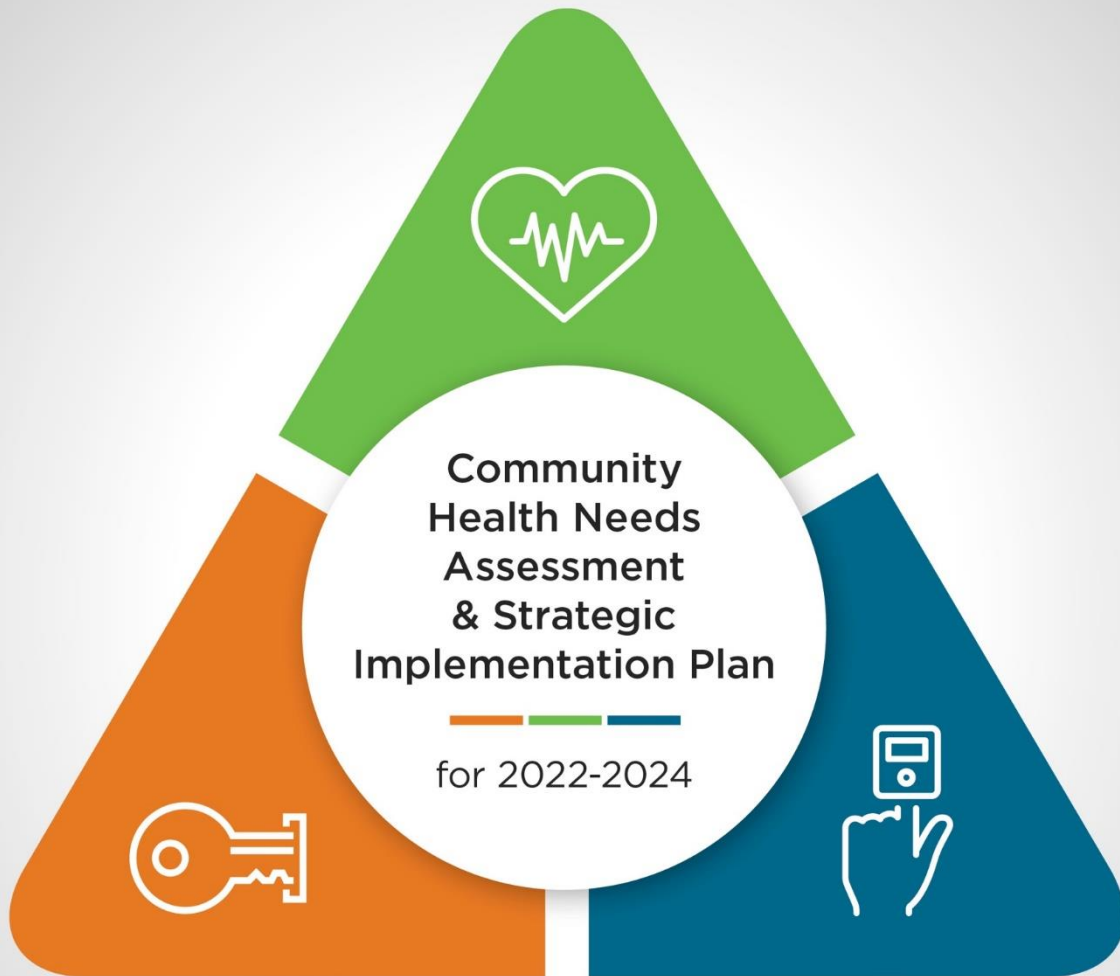 Community
Health Needs
Assessment
& Strategic
Implementation Plan
for 2022-2024